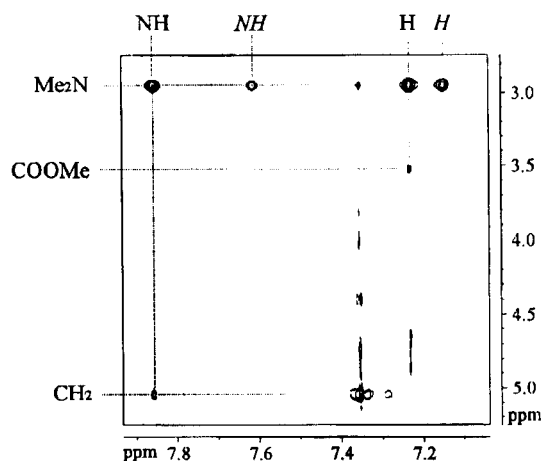 NH NH H H
Me₂N
COOMe
CH₂
3.0
3.5
4.0
4.5
5.0
ppm
ppm 7.8 7.6 7.4 7.2